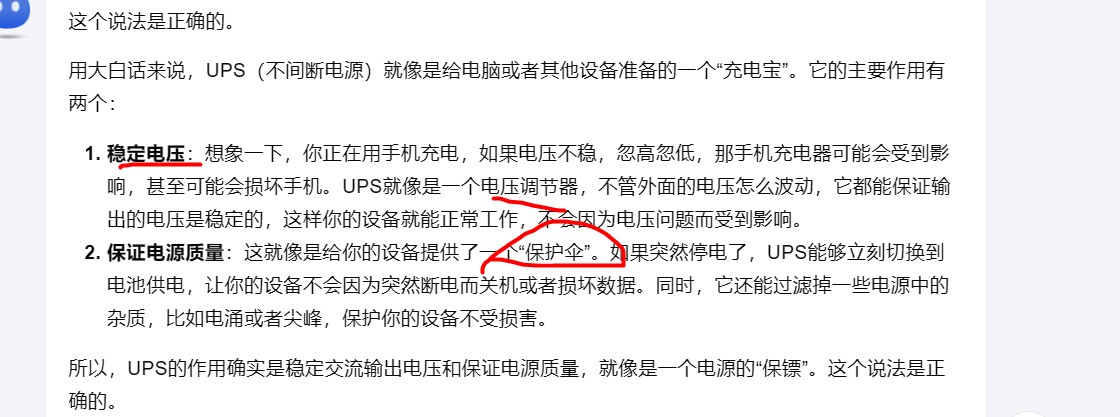 这个说法是正确的。
用大白话来说，UPS（不间断电源）就像是给电脑或者其他设备准备的一个“充电宝”。它的主要作用有
两个：
1. 稳定电压：想象一下，你正在用手机充电，如果电压不稳，忽高忽低，那手机充电器可能会受到影
响，甚至可能会损坏手机。UPS就像是一个电压调节器，不管外面的电压怎么波动，它都能保证输
出的电压是稳定的，这样你的设备就能正常工作，不会因为电压问题而受到影响。
2. 保证电源质量：这就像是给你的设备提供了一个“保护伞”。如果突然停电了，UPS能够立刻切换到
电池供电，让你的设备不会因为突然断电而关机或者损坏数据。同时，它还能过滤掉一些电源中的
杂质，比如电涌或者尖峰，保护你的设备不受损害。
所以，UPS的作用确实是稳定交流输出电压和保证电源质量，就像是一个电源的“保镖”。这个说法是正
确的。